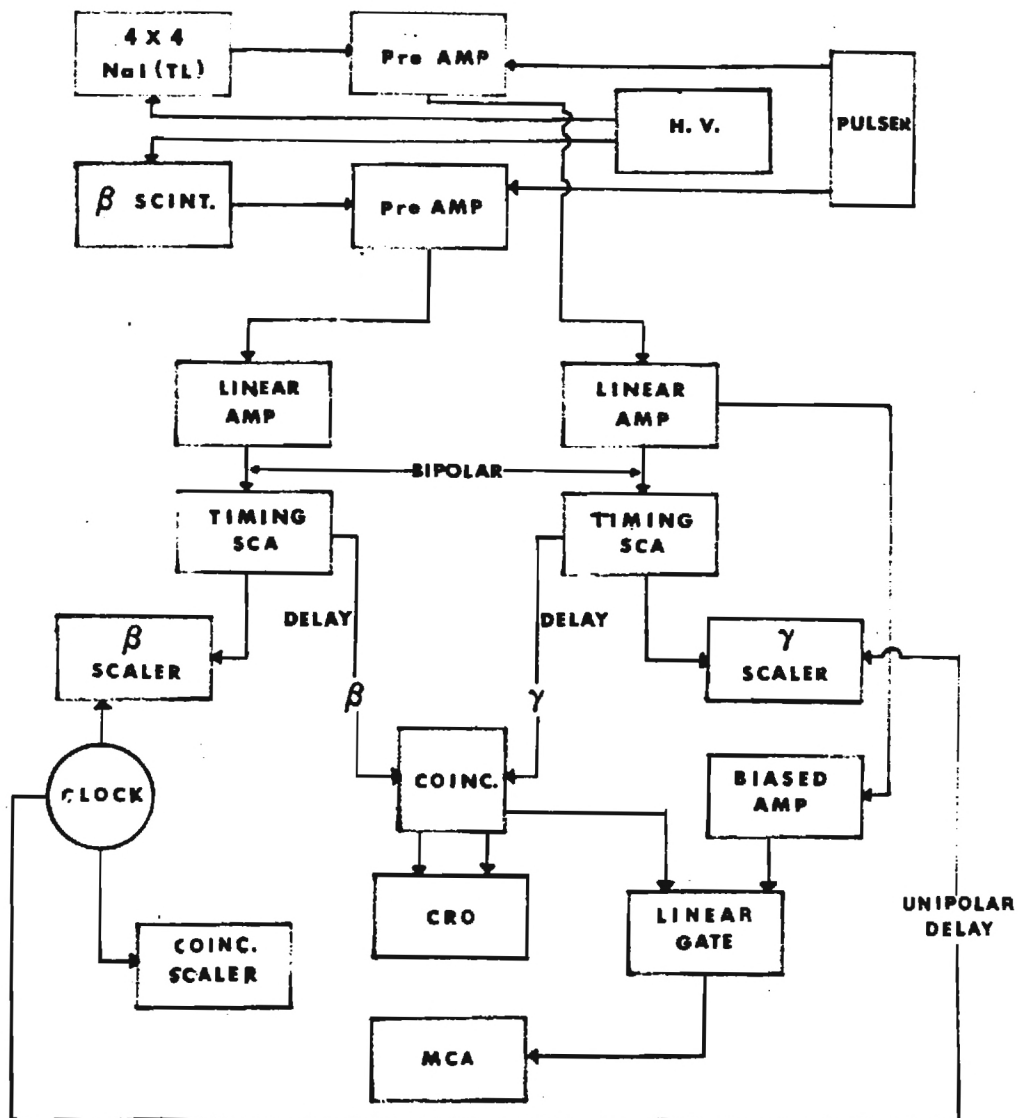 4 X 4
NaI (TL)
Pre AMP
H. V.
PULSER
β SCINT.
Pre AMP
LINEAR
AMP
LINEAR
AMP
BIPOLAR
TIMING
SCA
TIMING
SCA
DELAY
DELAY
β
SCALER
γ
SCALER
β
γ
CLOCK
COINC.
BIASED
AMP
CRO
LINEAR
GATE
UNIPOLAR
DELAY
COINC.
SCALER
MCA